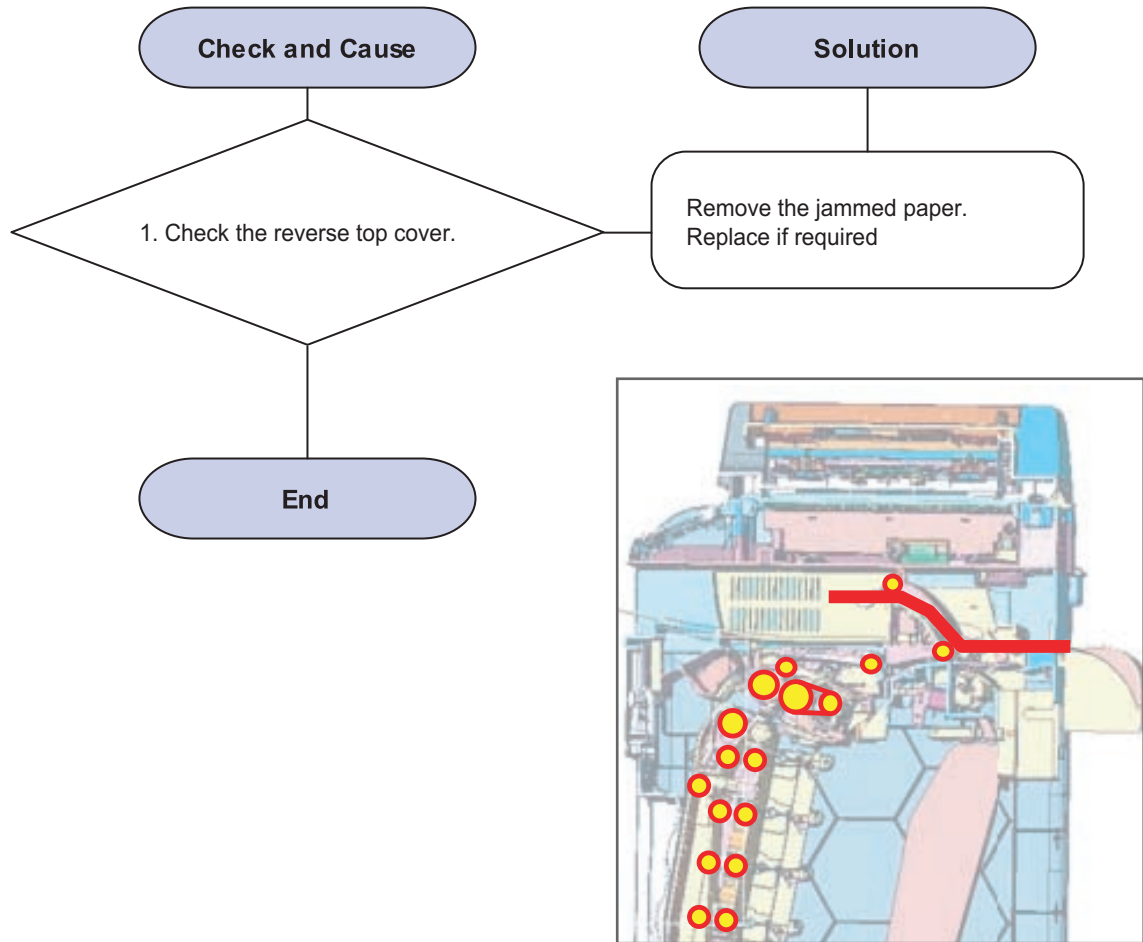 Check and Cause
Solution
1. Check the reverse top cover.
Remove the jammed paper.
Replace if required
End